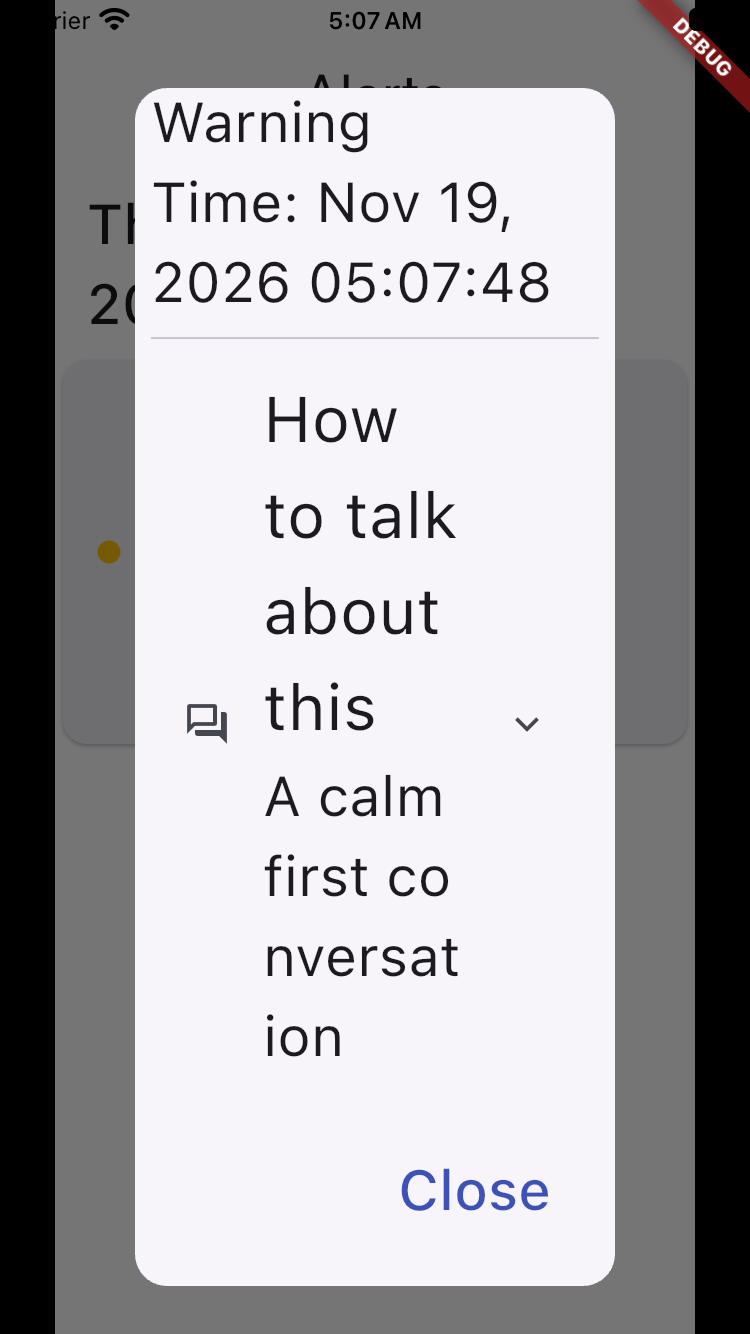 5:07 AM
DEBUG
Warning
Time: Nov 19,
2026 05:07:48
How
to talk
about
this
A calm
first co
nversat
ion
Close